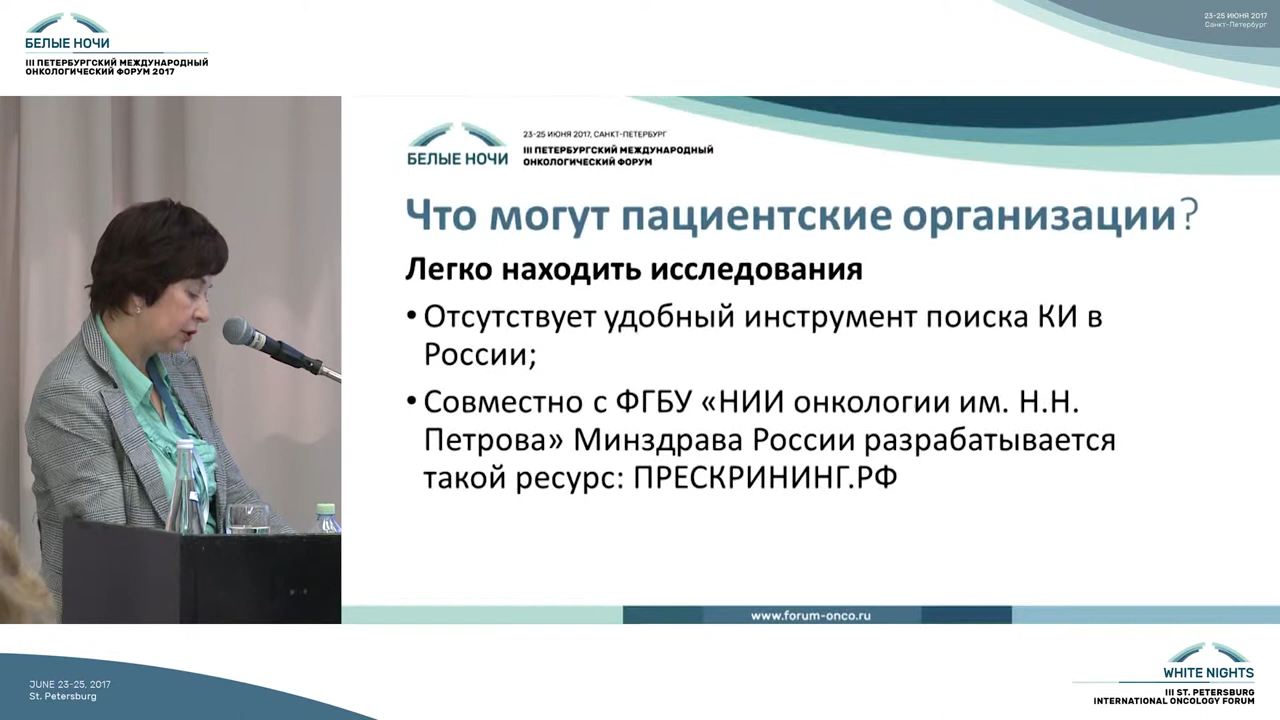 БЕЛЫЕ НОЧИ
III ПЕТЕРБУРГСКИЙ МЕЖДУНАРОДНЫЙ
ОНКОЛОГИЧЕСКИЙ ФОРУМ 2017
23-25 ИЮНЯ 2017
Санкт-Петербург
БЕЛЫЕ НОЧИ
23-25 ИЮНЯ 2017, САНКТ-ПЕТЕРБУРГ
III ПЕТЕРБУРГСКИЙ МЕЖДУНАРОДНЫЙ
ОНКОЛОГИЧЕСКИЙ ФОРУМ
Что могут пациентские организации?
Легко находить исследования
• Отсутствует удобный инструмент поиска КИ в
России;
• Совместно с ФГБУ «НИИ онкологии им. Н.Н.
Петрова» Минздрава России разрабатывается
такой ресурс: ПРЕСКРИНИНГ.РФ
www.forum-onco.ru
JUNE 23-25, 2017
St. Petersburg
WHITE NIGHTS
III ST. PETERSBURG
INTERNATIONAL ONCOLOGY FORUM